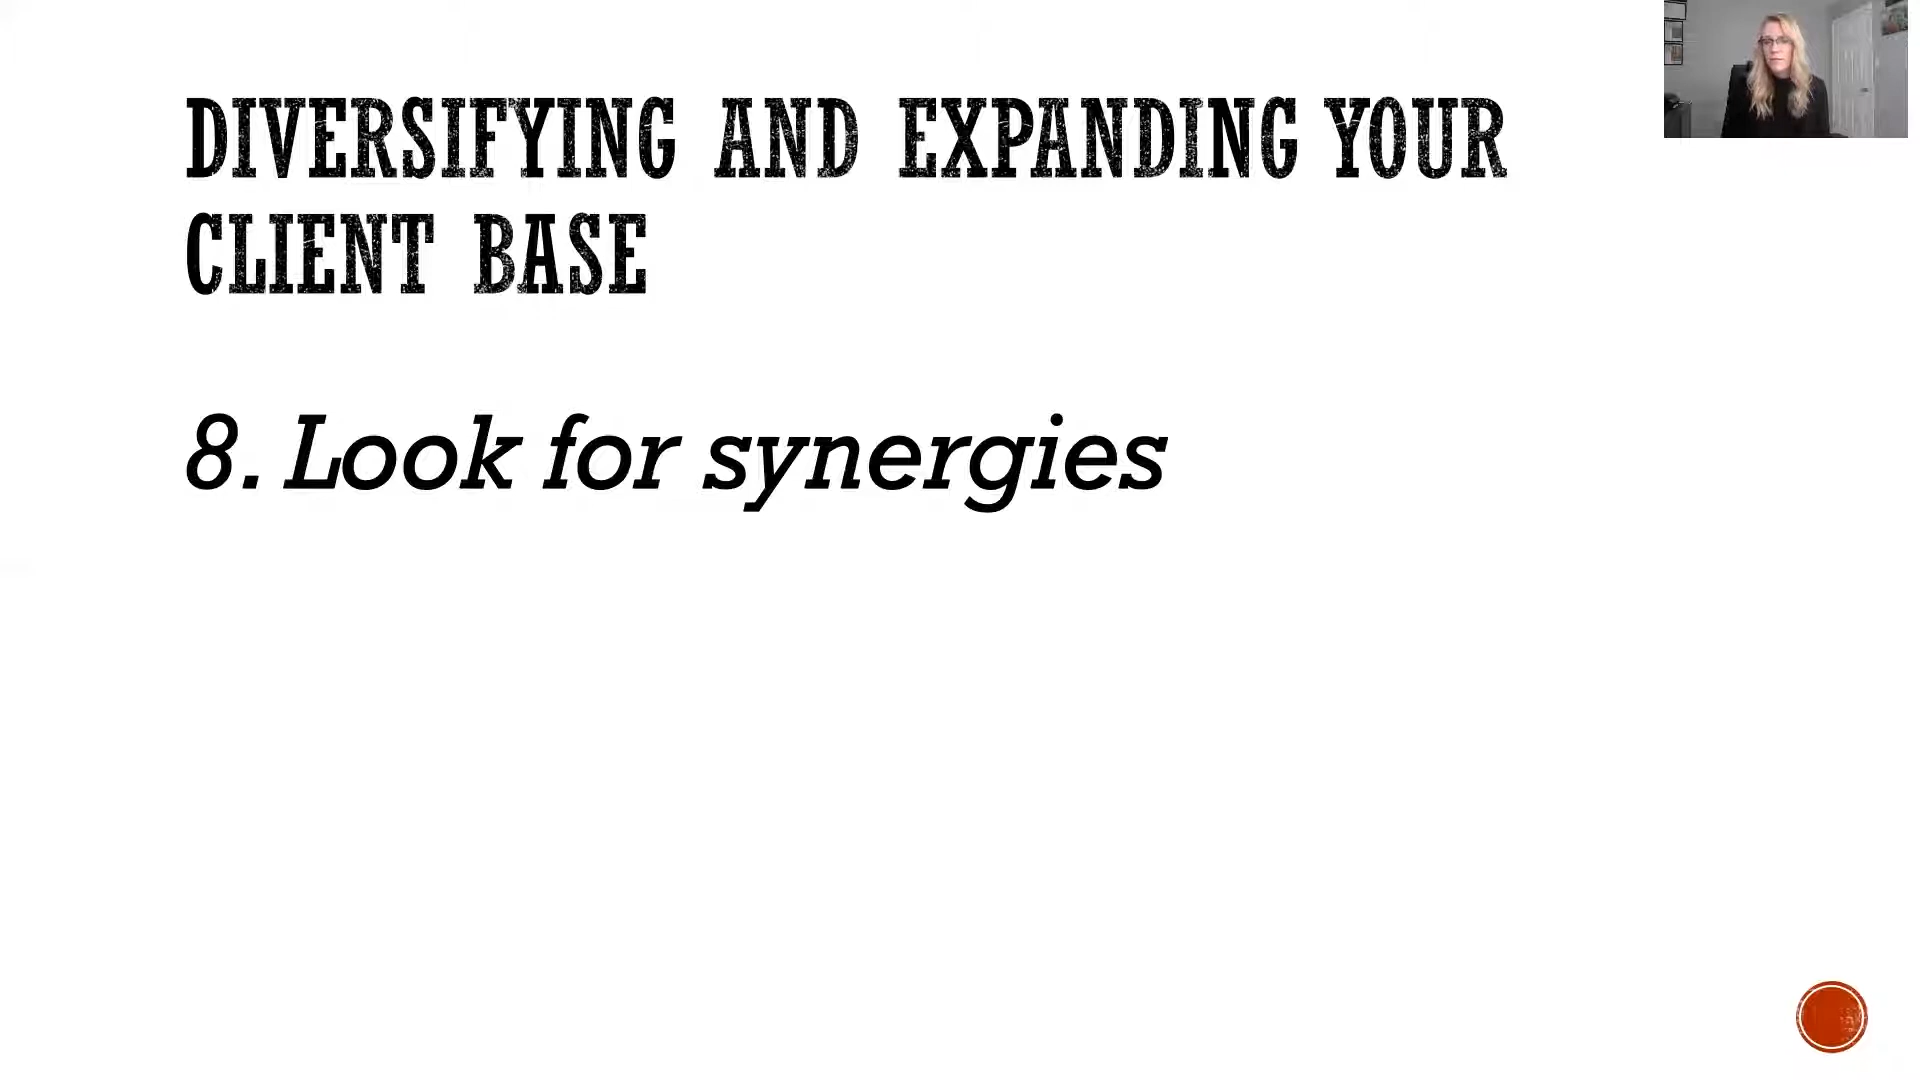 DIVERSIFYING AND EXPANDING YOUR
CLIENT BASE
8. Look for synergies